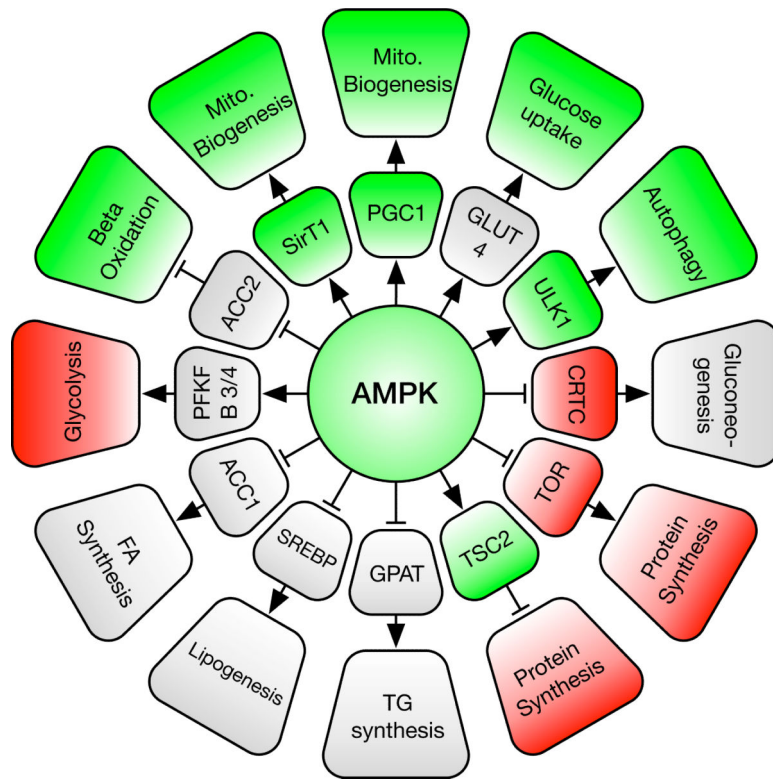 Mito.
Biogenesis
PGC1
Glucose
uptake
GLUT
4
Autophagy
ULK1
Gluconeo-
genesis
CRTC
Protein
Synthesis
TOR
Protein
Synthesis
TSC2
TG
synthesis
GPAT
Lipogenesis
SREBP
FA
Synthesis
ACC1
Glycolysis
PFKF
B 3/4
Beta
Oxidation
ACC2
Mito.
Biogenesis
SirT1
AMPK